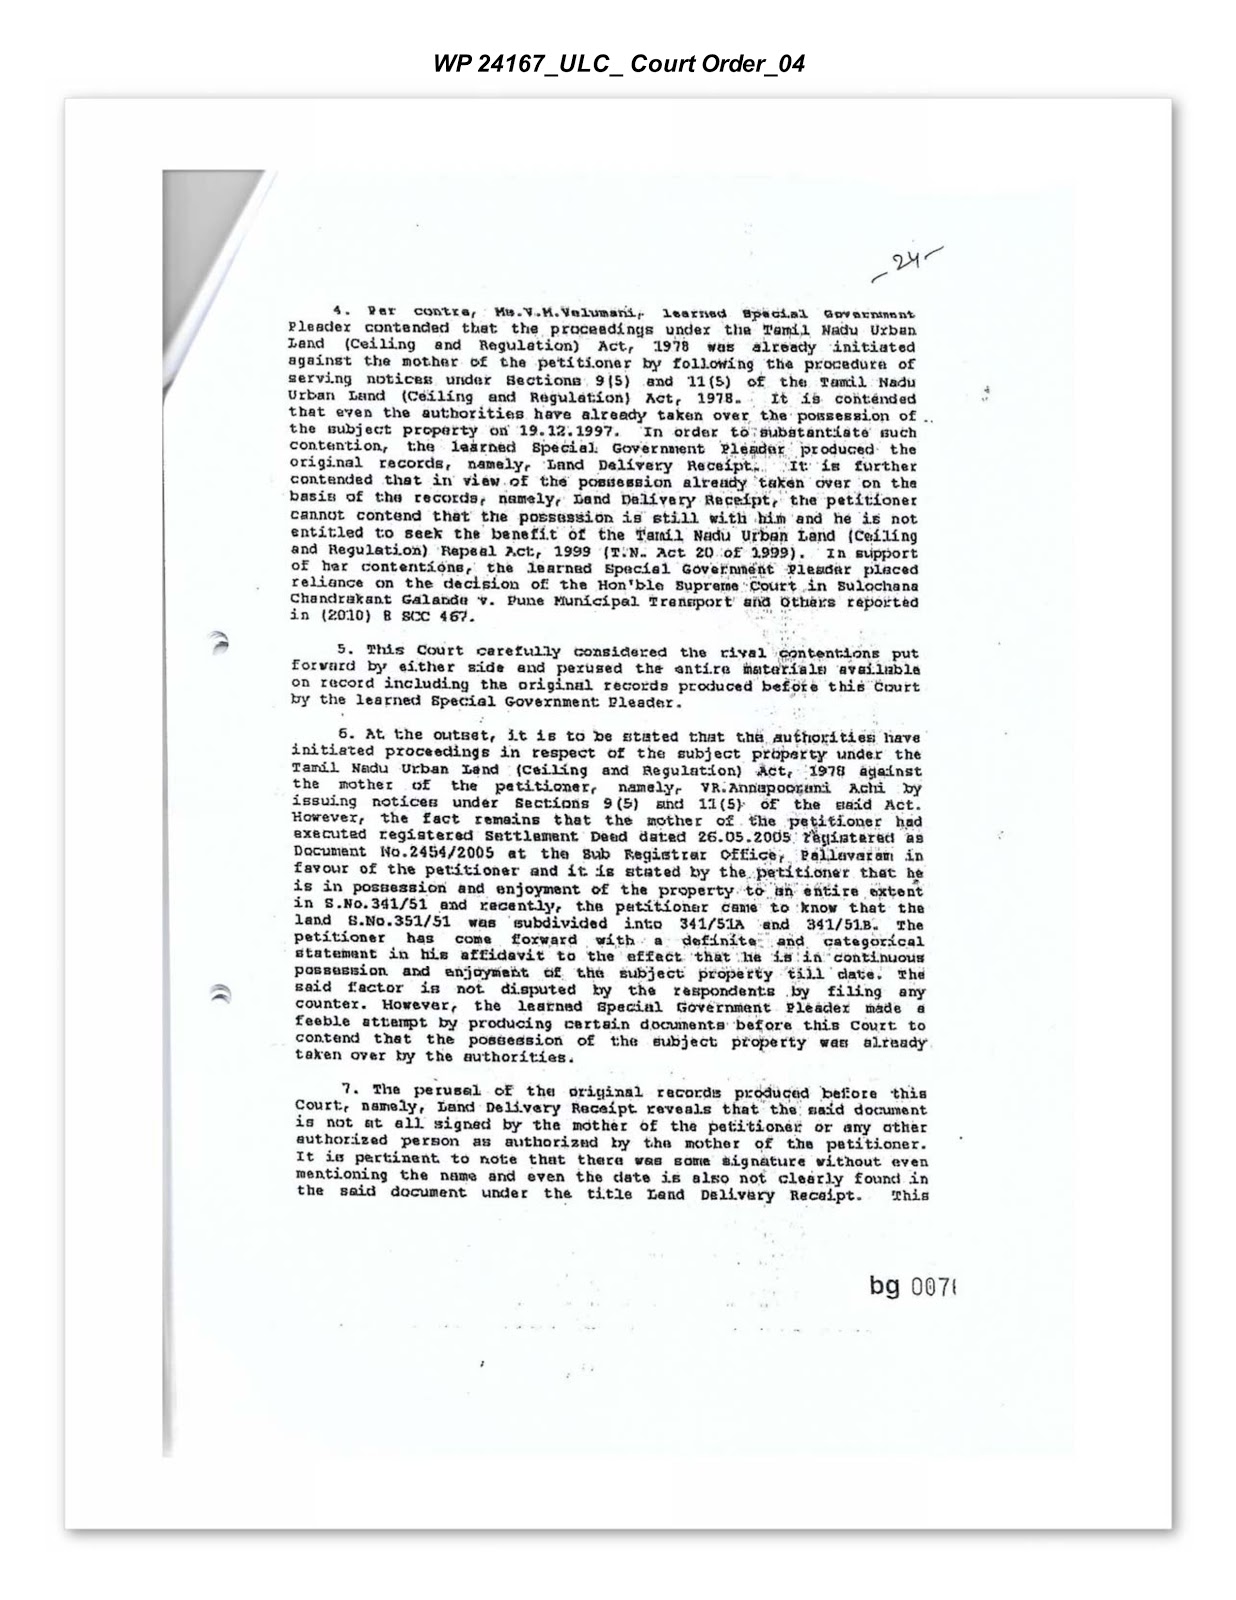 WP 24167_ULC_ Court Order_04
-24-
4. Per contra, Ms.V.M.Velumani, learned Special Government
Pleader contended that the proceedings under the Tamil Nadu Urban
Land (Ceiling and Regulation) Act, 1978 was already initiated
against the mother of the petitioner by following the procedure of
serving notices under Sections 9(5) and 11(5) of the Tamil Nadu
Urban Land (Ceiling and Regulation) Act, 1978. It is contended
that even the authorities have already taken over the possession of
the subject property on 19.12.1997. In order to substantiate such
contention, the learned Special Government Pleader produced the
original records, namely, Land Delivery Receipt. It is further
contended that in view of the possession already taken over on the
basis of the records, namely, Land Delivery Receipt, the petitioner
cannot contend that the possession is still with him and he is not
entitled to seek the benefit of the Tamil Nadu Urban Land (Ceiling
and Regulation) Repeal Act, 1999 (T.N. Act 20 of 1999). In support
of her contentions, the learned Special Government Pleader placed
reliance on the decision of the Hon'ble Supreme Court in Sulochana
Chandrakant Galande v. Pune Municipal Transport and Others reported
in (2010) 8 SCC 467.
5. This Court carefully considered the rival contentions put
forward by either side and perused the entire materials available
on record including the original records produced before this Court
by the learned Special Government Pleader.
6. At the outset, it is to be stated that the authorities have
initiated proceedings in respect of the subject property under the
Tamil Nadu Urban Land (Ceiling and Regulation) Act, 1978 against
the mother of the petitioner, namely, VR.Annapoorani Achi by
issuing notices under Sections 9(5) and 11(5) of the said Act.
However, the fact remains that the mother of the petitioner had
executed registered Settlement Deed dated 26.05.2005 registered as
Document No.2454/2005 at the Sub Registrar Office, Pallavaram in
favour of the petitioner and it is stated by the petitioner that he
is in possession and enjoyment of the property to an entire extent
in S.No.341/51 and recently, the petitioner came to know that the
land S.No.351/51 was subdivided into 341/51A and 341/51B. The
petitioner has come forward with a definite and categorical
statement in his affidavit to the effect that he is in continuous
possession and enjoyment of the subject property till date. The
said factor is not disputed by the respondents by filing any
counter. However, the learned Special Government Pleader made a
feeble attempt by producing certain documents before this Court to
contend that the possession of the subject property was already
taken over by the authorities.
7. The perusal of the original records produced before this
Court, namely, Land Delivery Receipt reveals that the said document
is not at all signed by the mother of the petitioner or any other
authorized person as authorized by the mother of the petitioner.
It is pertinent to note that there was some signature without even
mentioning the name and even the date is also not clearly found in
the said document under the title Land Delivery Receipt. This
bg